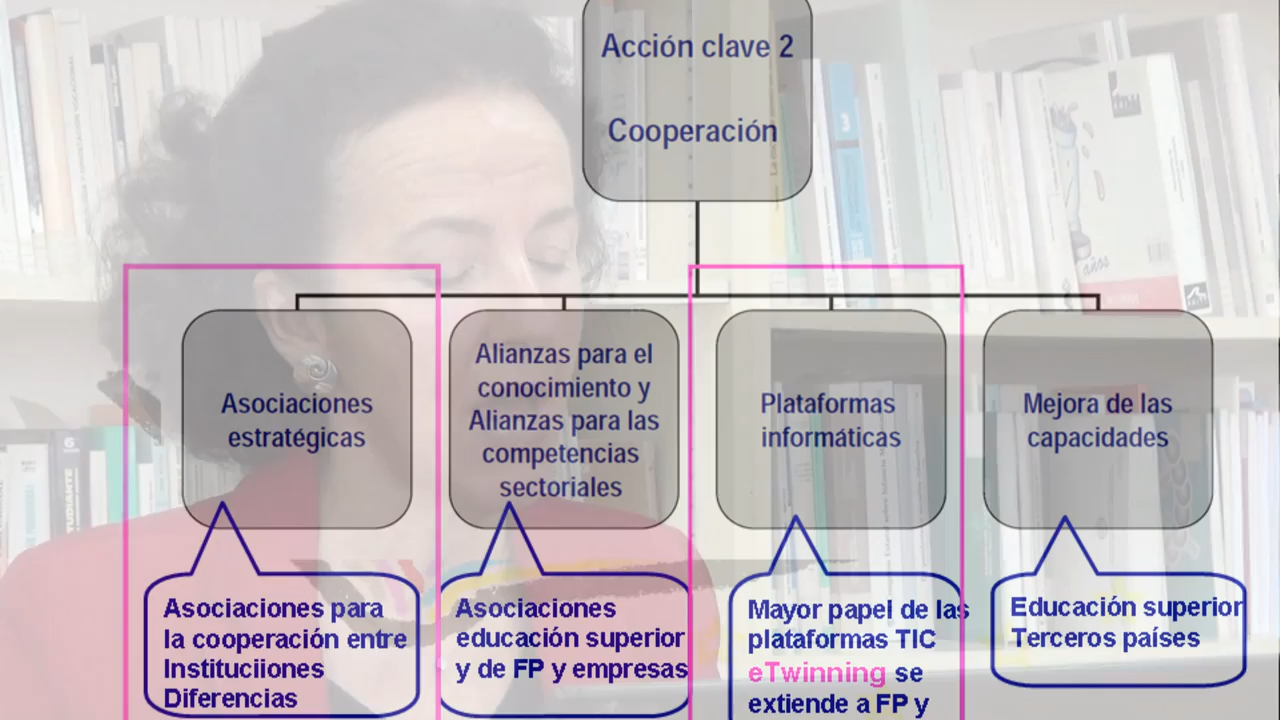 Acción clave 2
Cooperación
Asociaciones
estratégicas
Alianzas para el
conocimiento y
Alianzas para las
competencias
sectoriales
Plataformas
informáticas
Mejora de las
capacidades
Asociaciones para
la cooperación entre
Instituciiones
Diferencias
Asociaciones
educación superior
y de FP y empresas
Mayor papel de las
plataformas TIC
eTwinning se
extiende a FP y
Educación superior
Terceros países
3
6